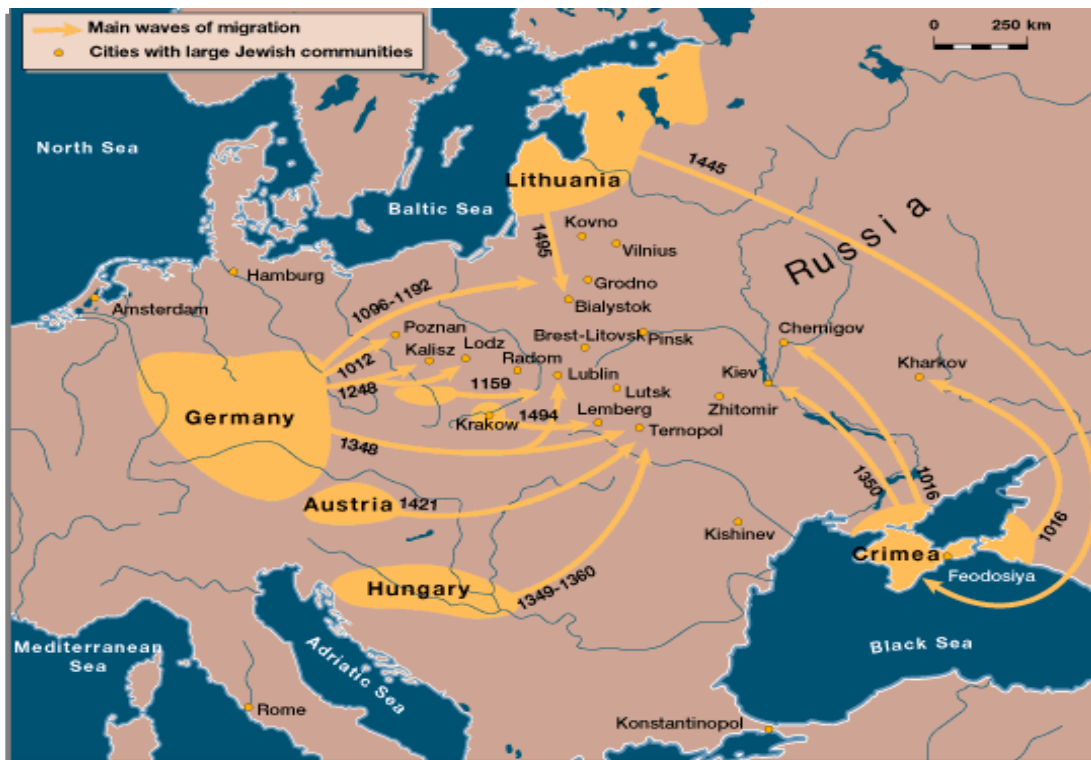 Main waves of migration
Cities with large Jewish communities
0 250 km
North Sea
Baltic Sea
Lithuania
1445
Russia
1495
Kovno
Vilnius
Hamburg
Amsterdam
1096-1192
Grodno
Bialystok
Poznan
Kalisz
Lodz
Radom
Brest-Litovsk
Pinsk
Chernigov
Kharkov
1012
1248
1159
Lublin
Lutsk
Kiev
Zhitomir
Germany
Krakow
1494
Lemberg
Ternopol
1348
Austria
1421
1350
1016
1016
Kishinev
Crimea
Feodosiya
Hungary
1349-1360
Mediterranean
Sea
Adriatic Sea
Black Sea
Rome
Konstantinopol